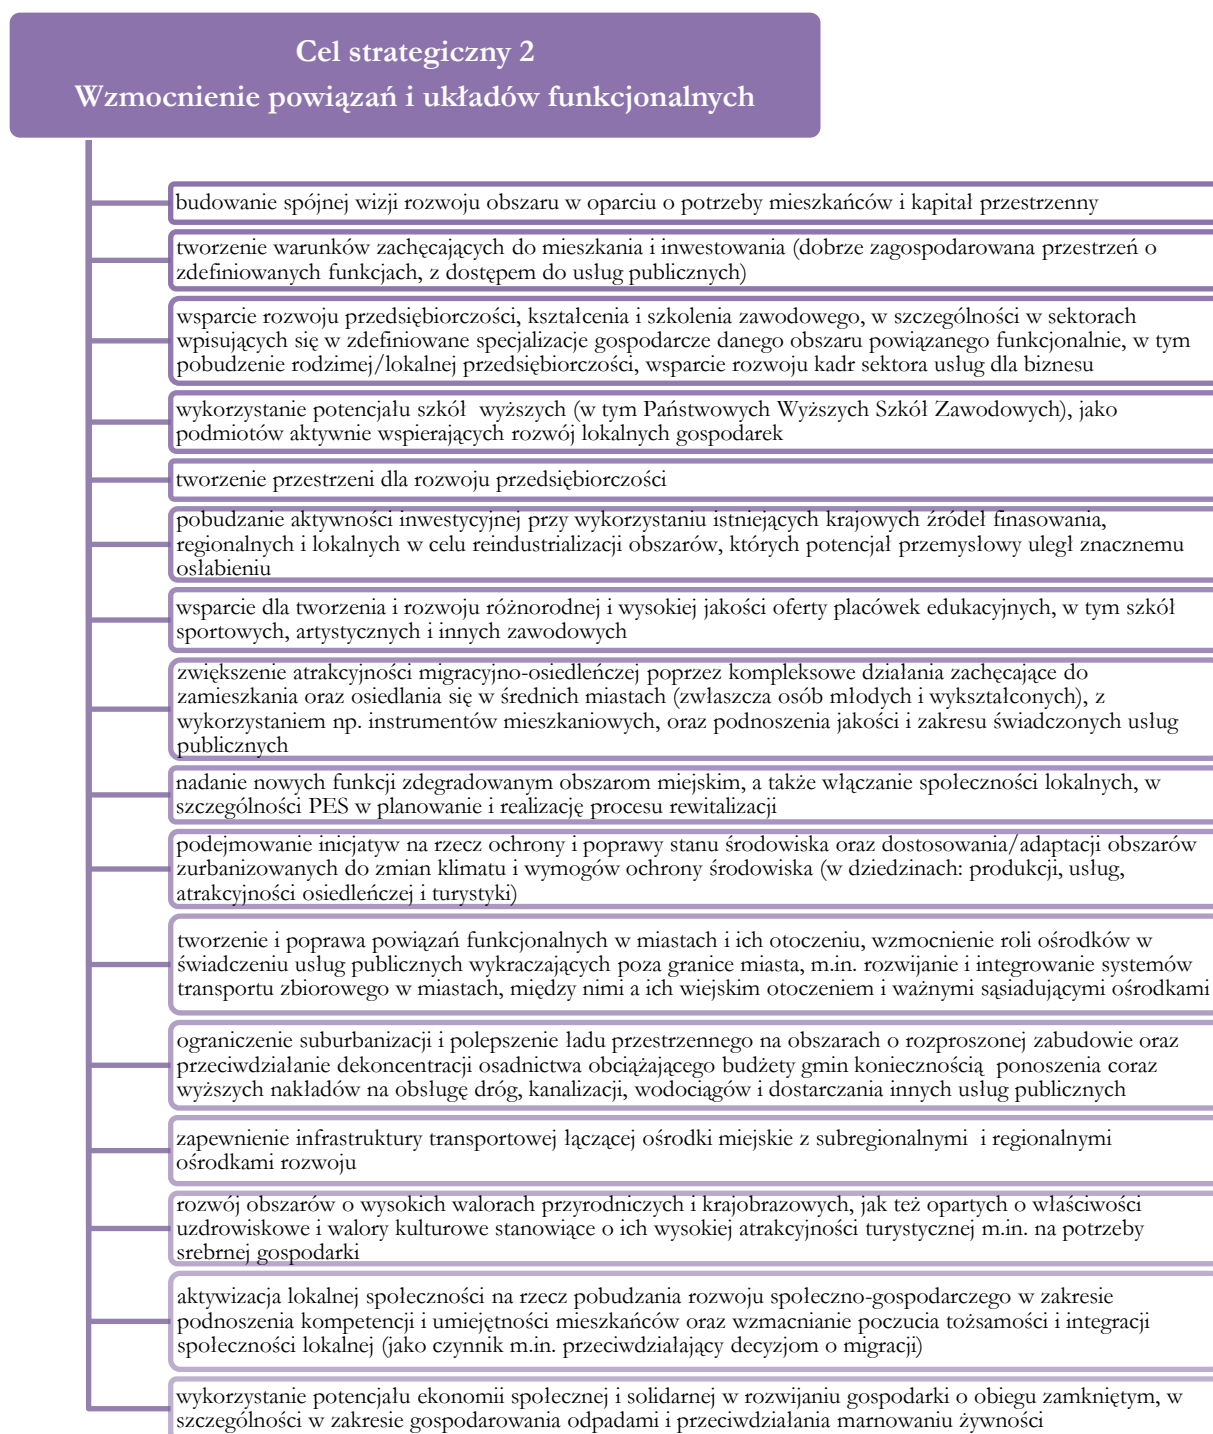 Cel strategiczny 2
Wzmocnienie powiązań i układów funkcjonalnych
budowanie spójnej wizji rozwoju obszaru w oparciu o potrzeby mieszkańców i kapitał przestrzenny
tworzenie warunków zachęcających do mieszkania i inwestowania (dobrze zagospodarowana przestrzeń o
zdefiniowanych funkcjach, z dostępem do usług publicznych)
wsparcie rozwoju przedsiębiorczości, kształcenia i szkolenia zawodowego, w szczególności w sektorach
wpisujących się w zdefiniowane specjalizacje gospodarcze danego obszaru powiązanego funkcjonalnie, w tym
pobudzenie rodzimej/lokalnej przedsiębiorczości, wsparcie rozwoju kadr sektora usług dla biznesu
wykorzystanie potencjału szkół wyższych (w tym Państwowych Wyższych Szkół Zawodowych), jako
podmiotów aktywnie wspierających rozwój lokalnych gospodarek
tworzenie przestrzeni dla rozwoju przedsiębiorczości
pobudzanie aktywności inwestycyjnej przy wykorzystaniu istniejących krajowych źródeł finasowania,
regionalnych i lokalnych w celu reindustrializacji obszarów, których potencjał przemysłowy uległ znacznemu
osłabieniu
wsparcie dla tworzenia i rozwoju różnorodnej i wysokiej jakości oferty placówek edukacyjnych, w tym szkół
sportowych, artystycznych i innych zawodowych
zwiększenie atrakcyjności migracyjno-osiedleńczej poprzez kompleksowe działania zachęcające do
zamieszkania oraz osiedlania się w średnich miastach (zwłaszcza osób młodych i wykształconych), z
wykorzystaniem np. instrumentów mieszkaniowych, oraz podnoszenia jakości i zakresu świadczonych usług
publicznych
nadanie nowych funkcji zdegradowanym obszarom miejskim, a także włączanie społeczności lokalnych, w
szczególności PES w planowanie i realizację procesu rewitalizacji
podejmowanie inicjatyw na rzecz ochrony i poprawy stanu środowiska oraz dostosowania/adaptacji obszarów
zurbanizowanych do zmian klimatu i wymogów ochrony środowiska (w dziedzinach: produkcji, usług,
atrakcyjności osiedleńczej i turystyki)
tworzenie i poprawa powiązań funkcjonalnych w miastach i ich otoczeniu, wzmocnienie roli ośrodków w
świadczeniu usług publicznych wykraczających poza granice miasta, m.in. rozwijanie i integrowanie systemów
transportu zbiorowego w miastach, między nimi a ich wiejskim otoczeniem i ważnymi sąsiadującymi ośrodkami
ograniczenie suburbanizacji i polepszenie ładu przestrzennego na obszarach o rozproszonej zabudowie oraz
przeciwdziałanie dekoncentracji osadnictwa obciążającego budżety gmin koniecznością ponoszenia coraz
wyższych nakładów na obsługę dróg, kanalizacji, wodociągów i dostarczania innych usług publicznych
zapewnienie infrastruktury transportowej łączącej ośrodki miejskie z subregionalnymi i regionalnymi
ośrodkami rozwoju
rozwój obszarów o wysokich walorach przyrodniczych i krajobrazowych, jak też opartych o właściwości
uzdrowiskowe i walory kulturowe stanowiące o ich wysokiej atrakcyjności turystycznej m.in. na potrzeby
srebrnej gospodarki
aktywizacja lokalnej społeczności na rzecz pobudzania rozwoju społeczno-gospodarczego w zakresie
podnoszenia kompetencji i umiejętności mieszkańców oraz wzmacnianie poczucia tożsamości i integracji
społeczności lokalnej (jako czynnik m.in. przeciwdziałający decyzjom o migracji)
wykorzystanie potencjału ekonomii społecznej i solidarnej w rozwijaniu gospodarki o obiegu zamkniętym, w
szczególności w zakresie gospodarowania odpadami i przeciwdziałania marnowaniu żywności